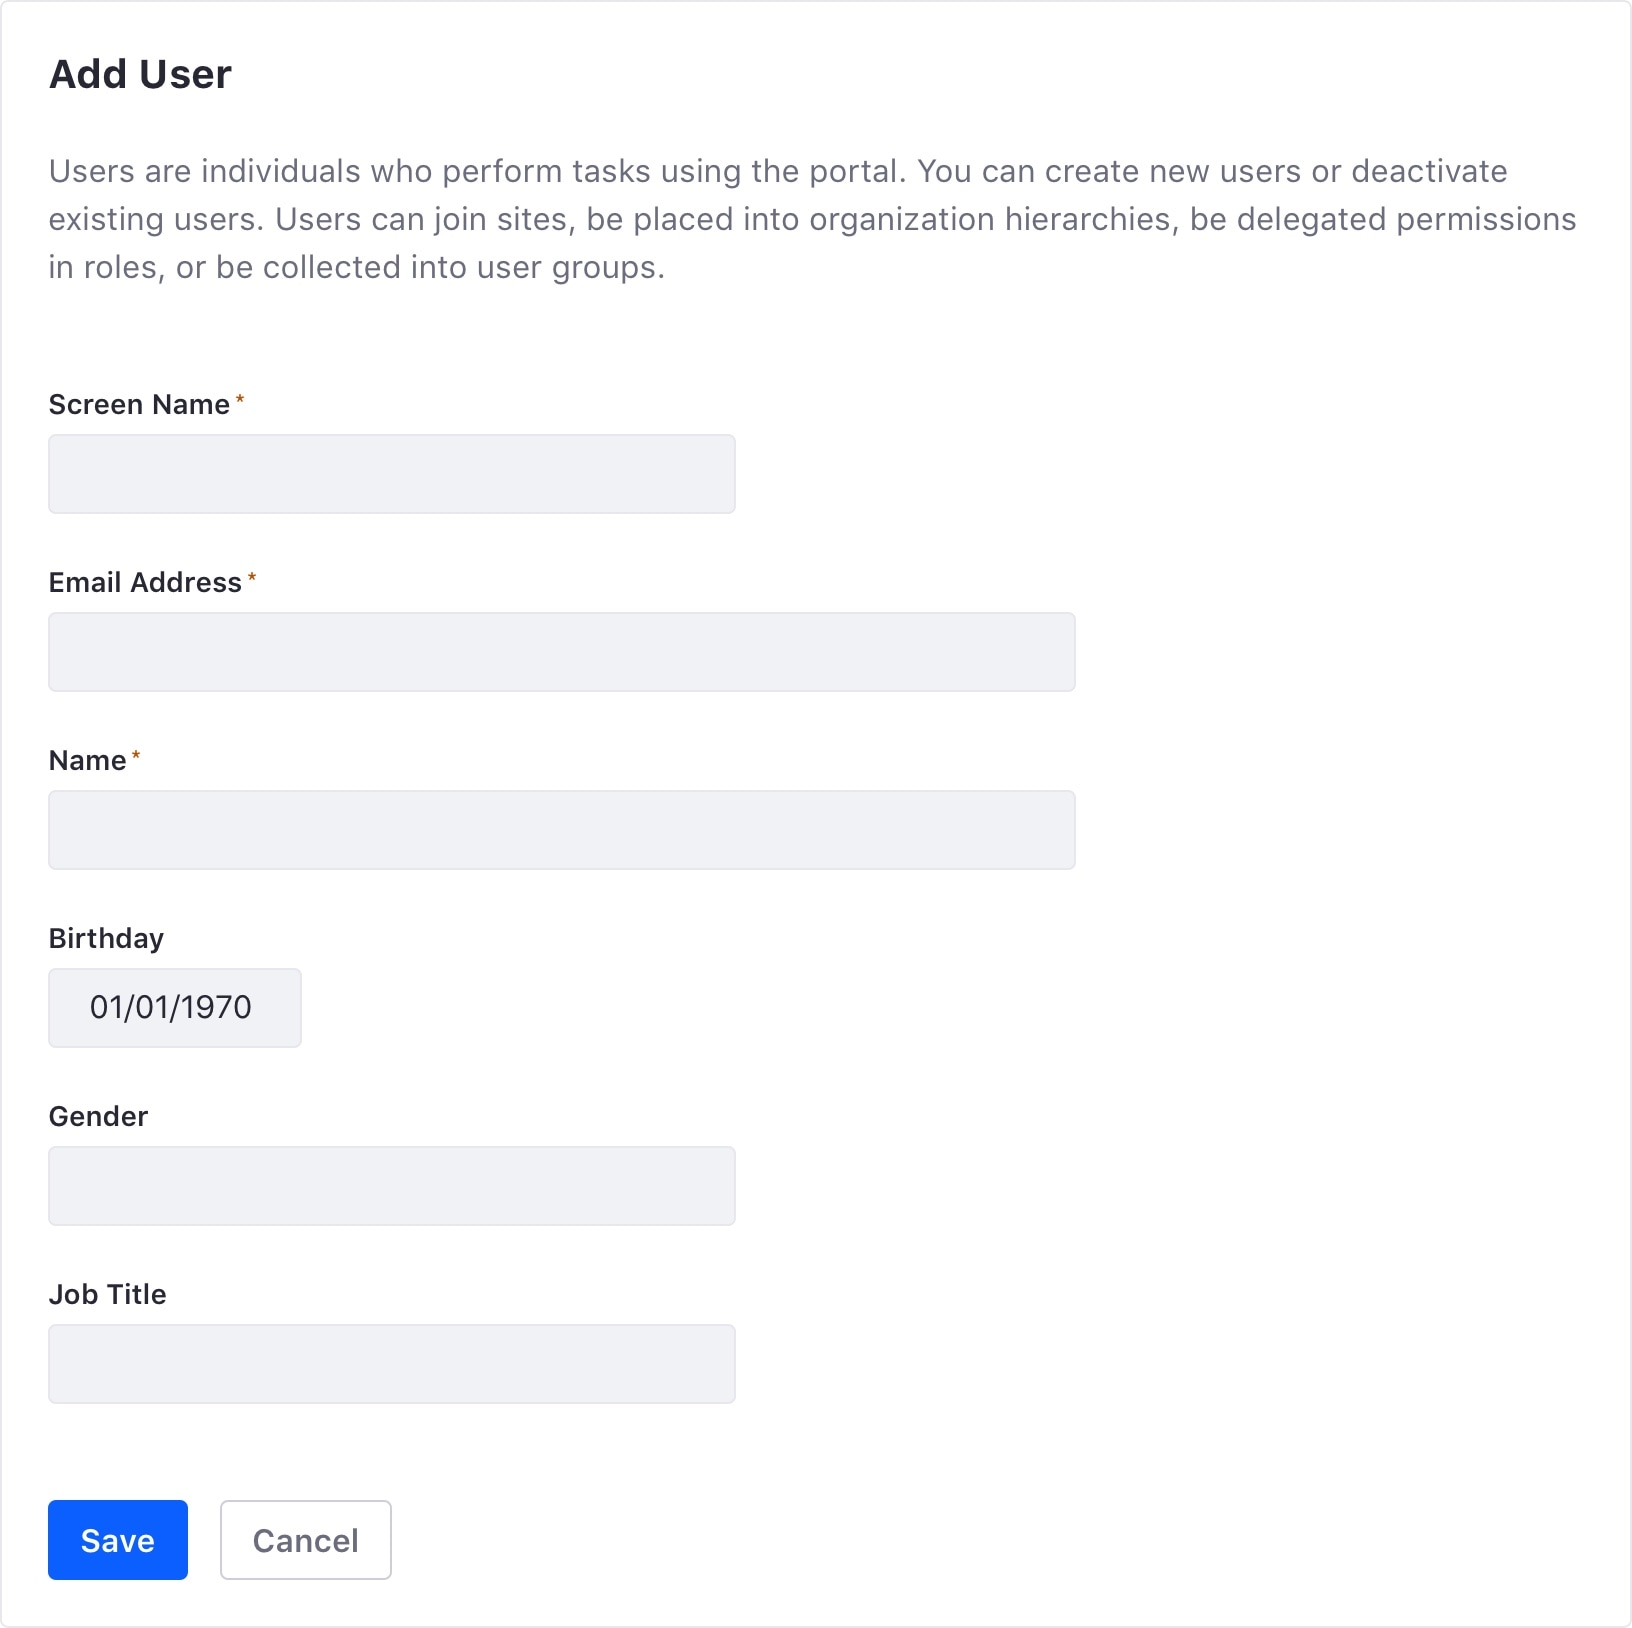 Add User
Users are individuals who perform tasks using the portal. You can create new users or deactivate
existing users. Users can join sites, be placed into organization hierarchies, be delegated permissions
in roles, or be collected into user groups.
Screen Name*
Email Address*
Name*
Birthday
01/01/1970
Gender
Job Title
Save Cancel